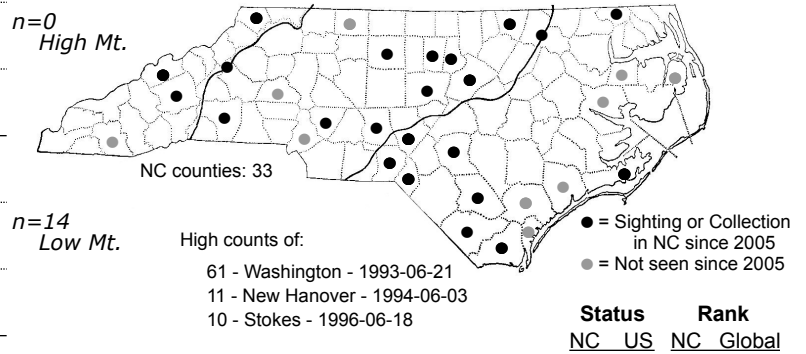 n=0
High Mt.
NC counties: 33
n=14
Low Mt.
High counts of:
61 - Washington - 1993-06-21
11 - New Hanover - 1994-06-03
10 - Stokes - 1996-06-18
= Sighting or Collection
in NC since 2005
= Not seen since 2005
Status Rank
NC US NC Global